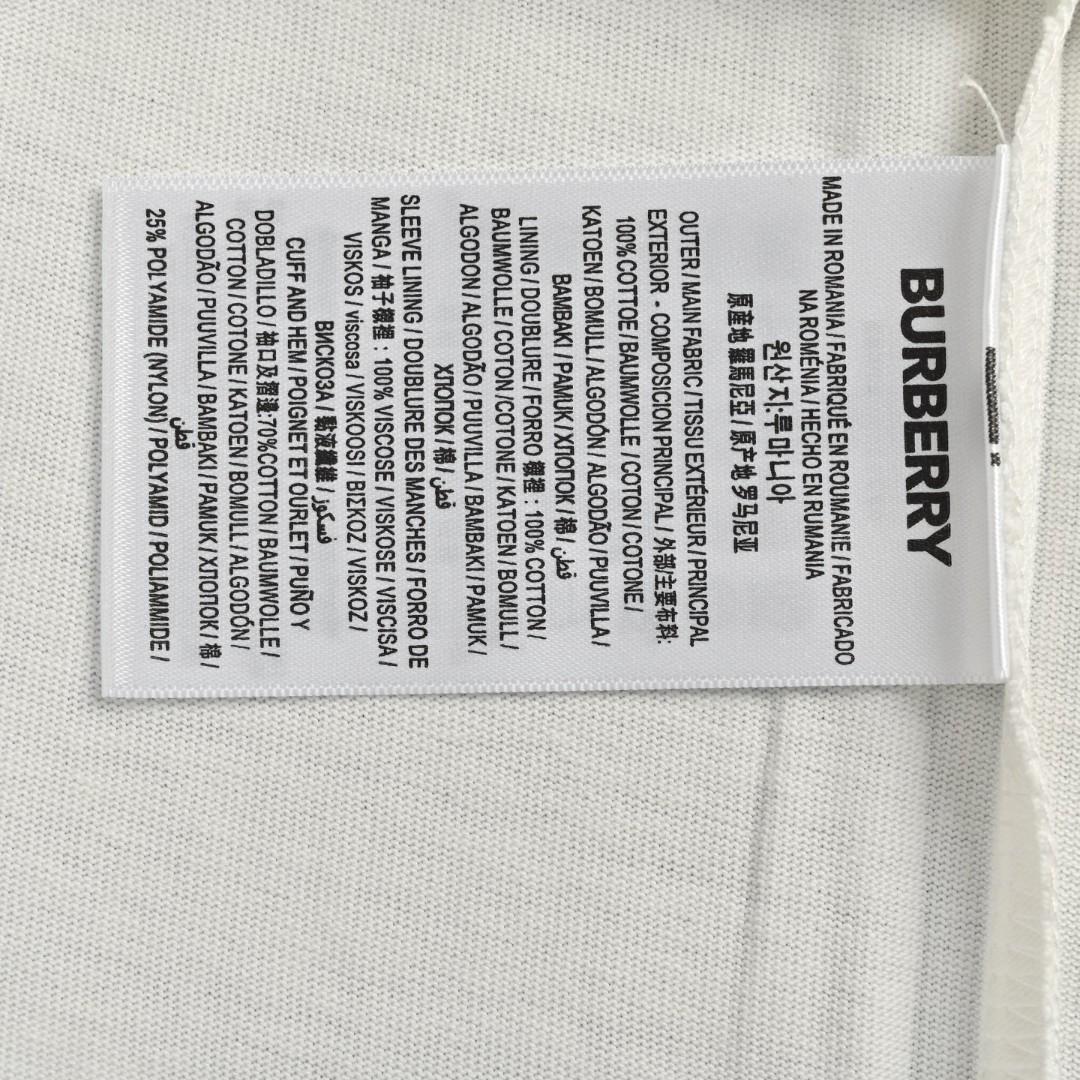 BURBERRY
MADE IN ROMANIA / FABRIQUÉ EN ROUMANIE / FABRICADO
NA ROMÉNIA / HECHO EN RUMANIA
원산지:루마니아
原産地 羅馬尼亞 / 原产地 罗马尼亚
OUTER / MAIN FABRIC / TISSU EXTÉRIEUR / PRINCIPAL
EXTERIOR - COMPOSICION PRINCIPAL / 外部/主要布料:
100% COTTOE / BAUMWOLLE / COTON / COTONE /
KATOEN / BOMULL / ALGODÓN / ALGODÃO / PUUVILLA /
BAMBAKI / PAMUK / ХПОПОК / 棉 / قطن
LINING / DOUBLURE / FORRO 襯裡 : 100% COTTON /
BAUMWOLLE / COTON / COTONE / KATOEN / BOMULL /
ALGODON / ALGODÃO / PUUVILLA / BAMBAKI / PAMUK /
ХПОПОК / 棉 / قطن
SLEEVE LINING / DOUBLURE DES MANCHES / FORRO DE
MANGA / 袖子襯裡 : 100% VISCOSE / VISKOSE / VISCISA /
VISKOS / viscosa / VISKOOSI / ΒΙΣΚΟΖ / VISKOZ /
ВИСКОЗА / 黏液纖維 / فسكوز
CUFF AND HEM / POIGNET ET OURLET / PUÑO Y
DOBLADILLO / 袖口及摺邊:70%COTTON / BAUMWOLLE /
COTTON / COTONE / KATOEN / BOMULL / ALGODÓN /
ALGODÃO / PUUVILLA / BAMBAKI / PAMUK / ХПОПОК / 棉 /
قطن
25% POLYAMIDE (NYLON) / POLYAMID / POLIAMMIDE /